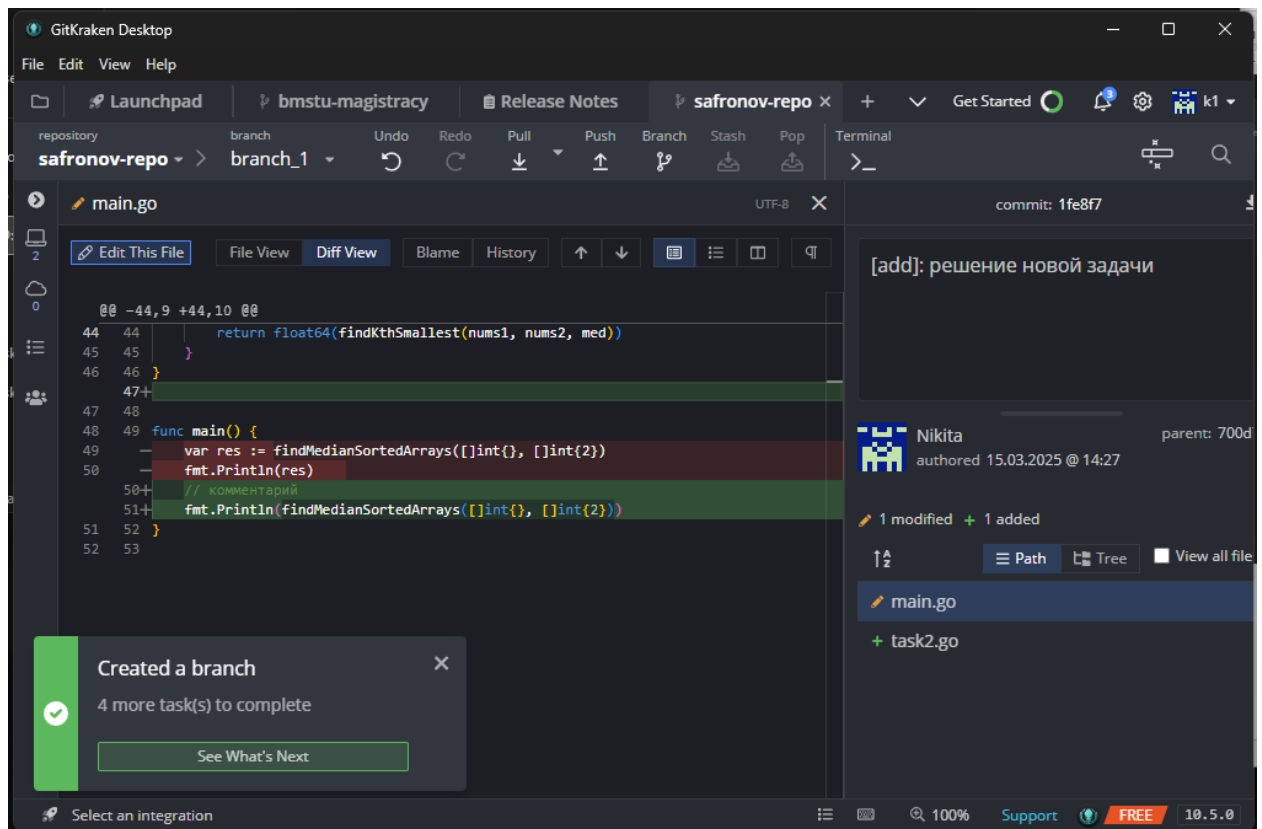 GitKraken Desktop
File Edit View Help
Launchpad bmstu-magistracy Release Notes safronov-repo Get Started 3 k1
repository branch Undo Redo Pull Push Branch Stash Pop Terminal
safronov-repo branch_1
main.go UTF-8
commit: 1fe8f7
Edit This File File View Diff View Blame History
[add]: решение новой задачи
2
0
@@ -44,9 +44,10 @@
44 44 return float64(findKthSmallest(nums1, nums2, med))
45 45 }
46 46 }
47+
47 48
48 49 func main() {
49 — var res := findMedianSortedArrays([]int{}, []int{2})
50 — fmt.Println(res)
50+ // комментарий
51+ fmt.Println(findMedianSortedArrays([]int{}, []int{2}))
51 52 }
52 53
Nikita parent: 700d
authored 15.03.2025 @ 14:27
1 modified + 1 added
Path Tree View all file
main.go
+ task2.go
Created a branch
4 more task(s) to complete
See What's Next
Select an integration 100% Support FREE 10.5.0